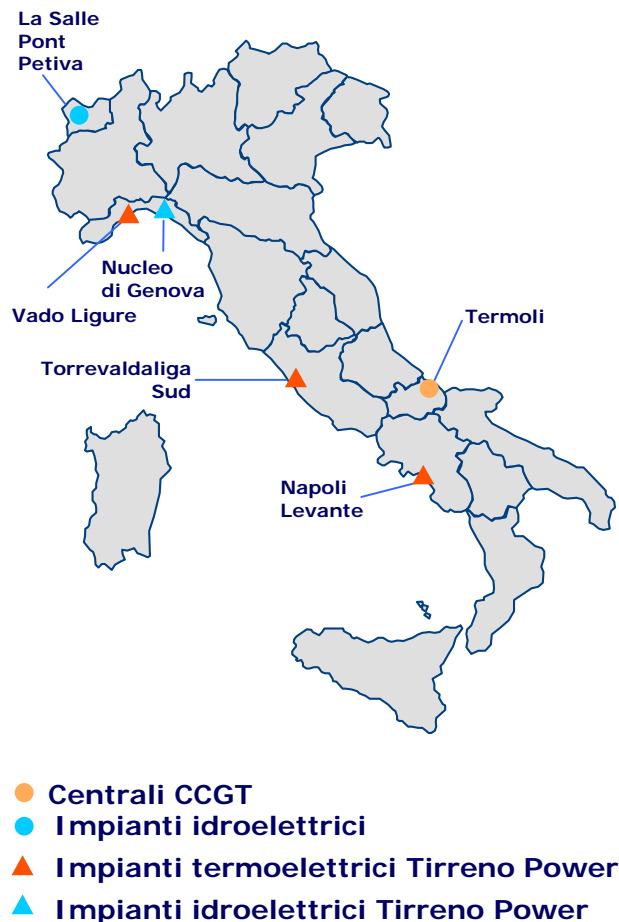 La Salle
Pont
Petiva
Nucleo
di Genova
Vado Ligure
Termoli
Torrevaldaliga
Sud
Napoli
Levante
Centrali CCGT
Impianti idroelettrici
Impianti termoelettrici Tirreno Power
Impianti idroelettrici Tirreno Power